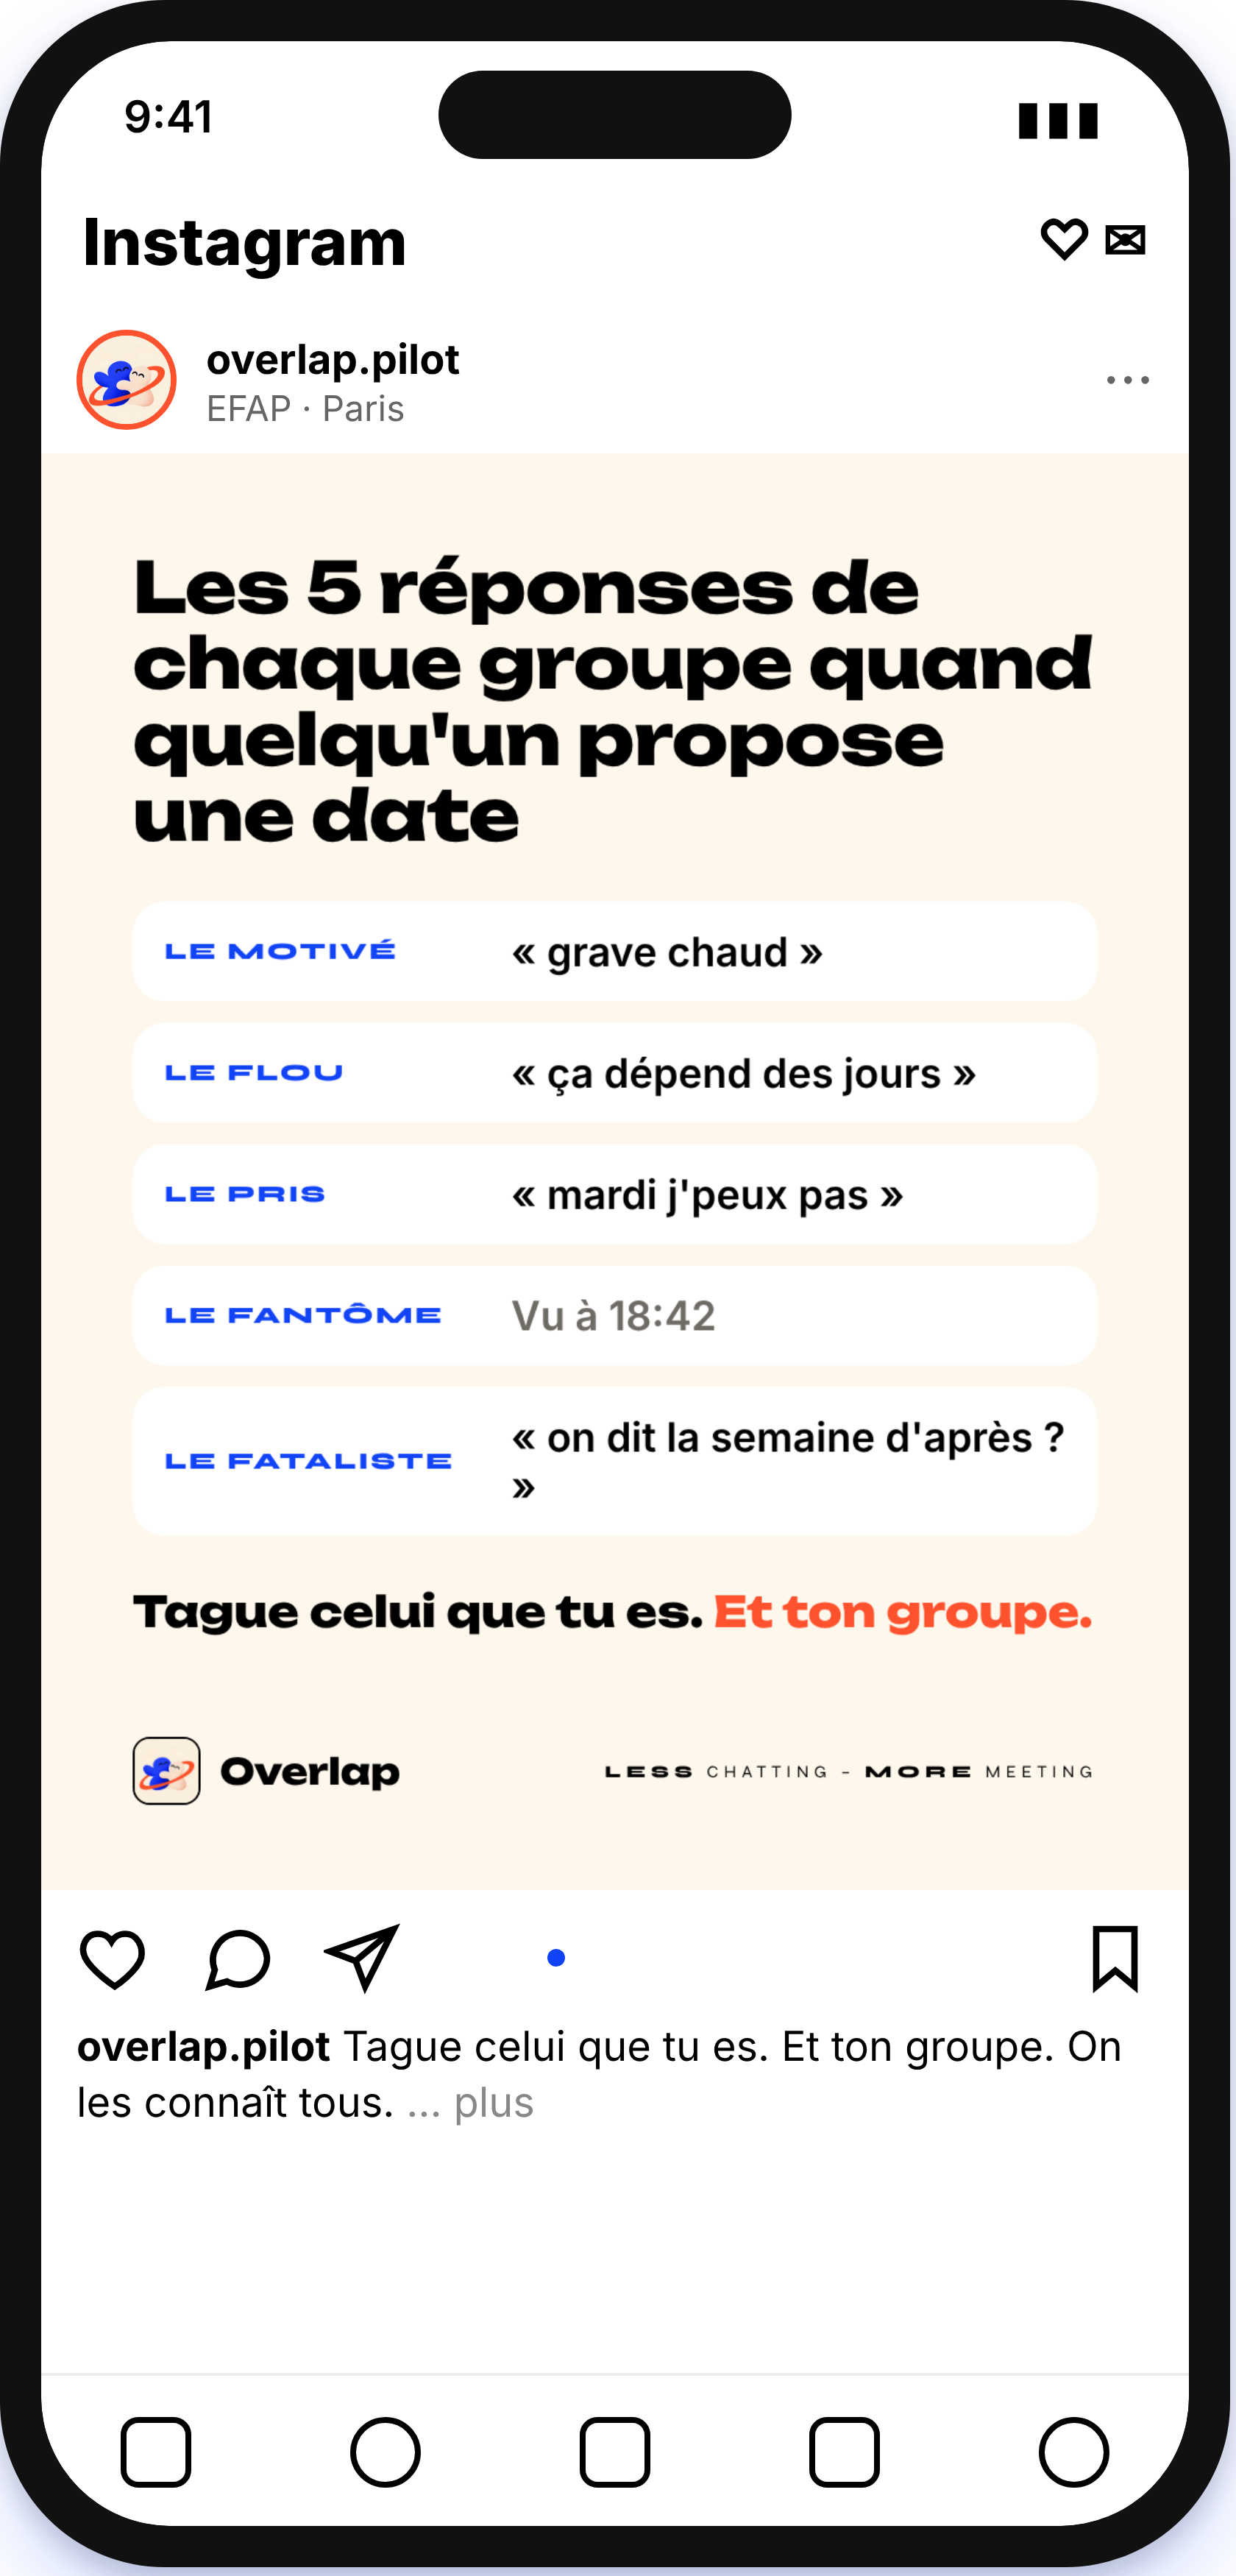 9:41
Instagram
overlap.pilot
EFAP · Paris
Les 5 réponses de
chaque groupe quand
quelqu'un propose
une date
LE MOTIVÉ « grave chaud »
LE FLOU « ça dépend des jours »
LE PRIS « mardi j'peux pas »
LE FANTÔME Vu à 18:42
LE FATALISTE « on dit la semaine d'après ?
»
Tague celui que tu es. Et ton groupe.
Overlap LESS CHATTING - MORE MEETING
overlap.pilot Tague celui que tu es. Et ton groupe. On
les connaît tous. ... plus